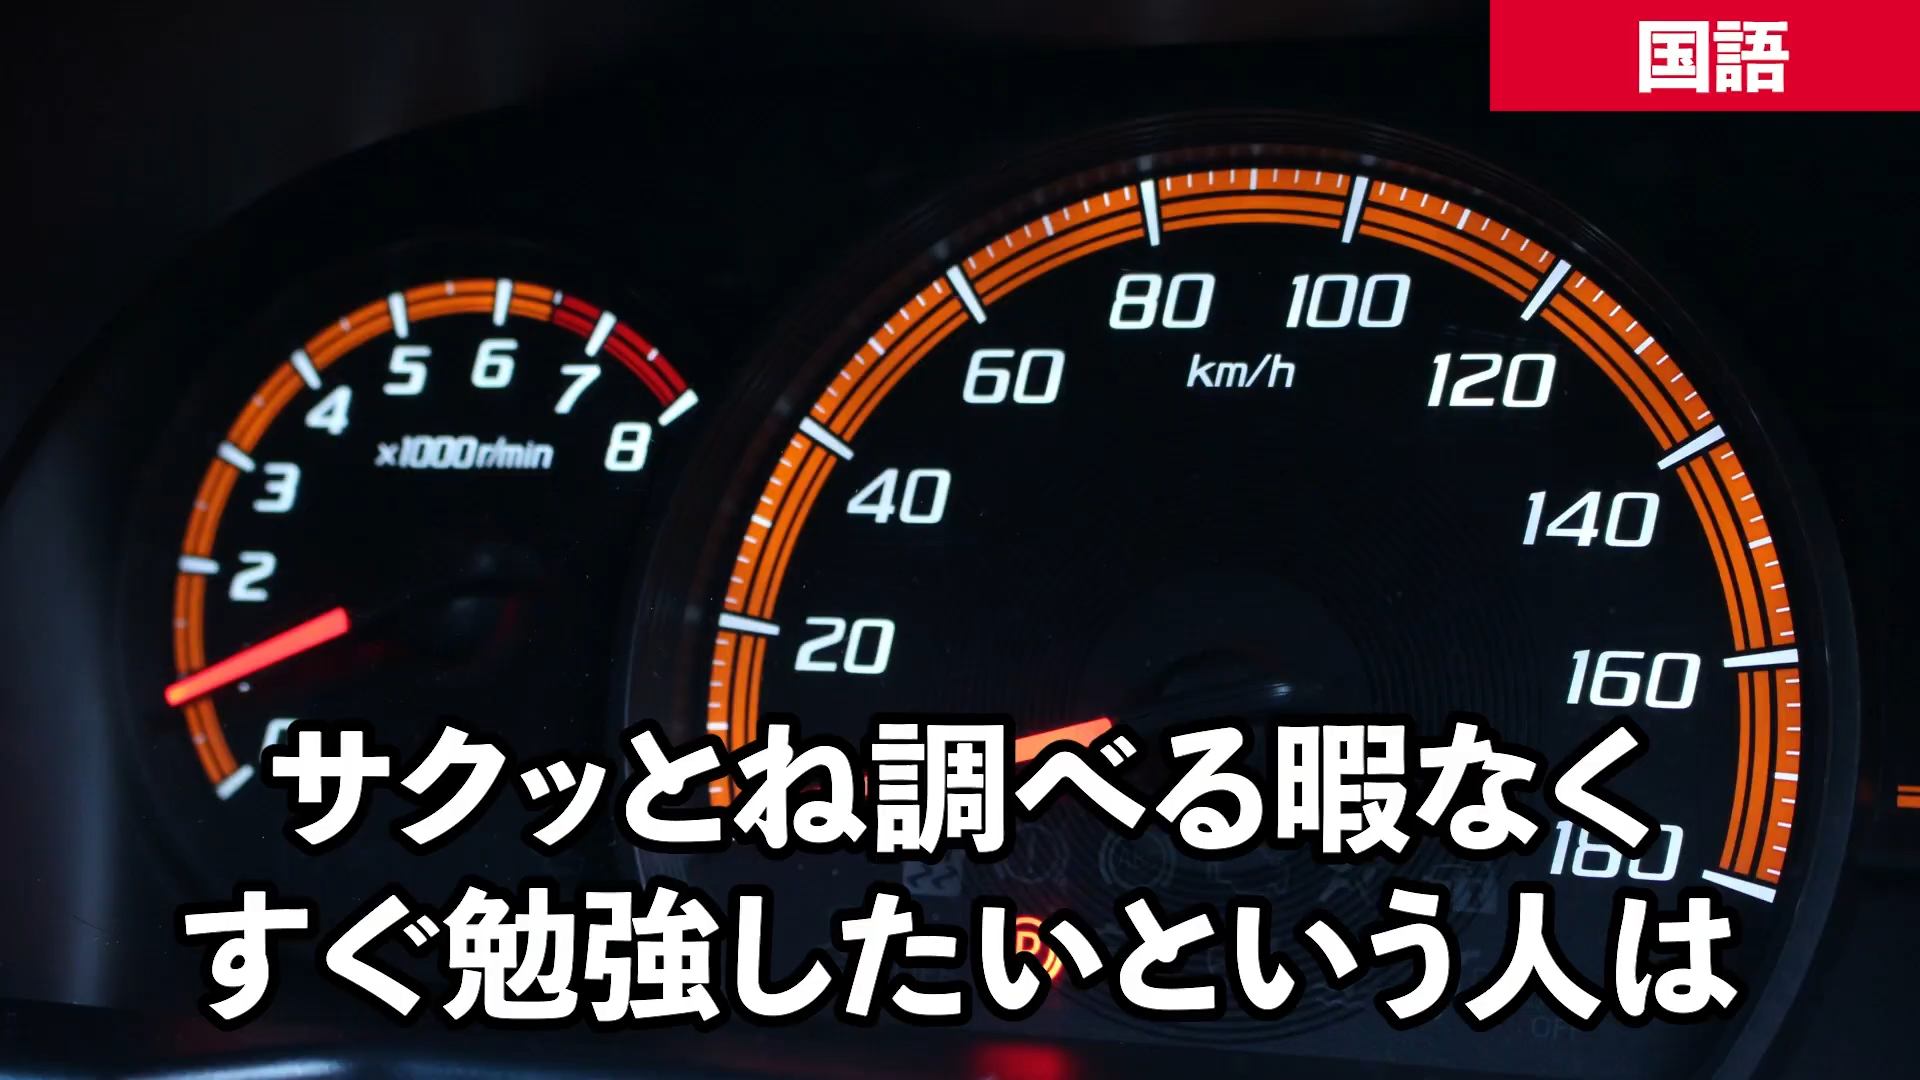 国語
80 100
60 km/h 120
5 6 7
4 8
x1000r/min
3 40 140
2
20 160
サクッとね調べる暇なく
180
すぐ勉強したいという人は
OFF